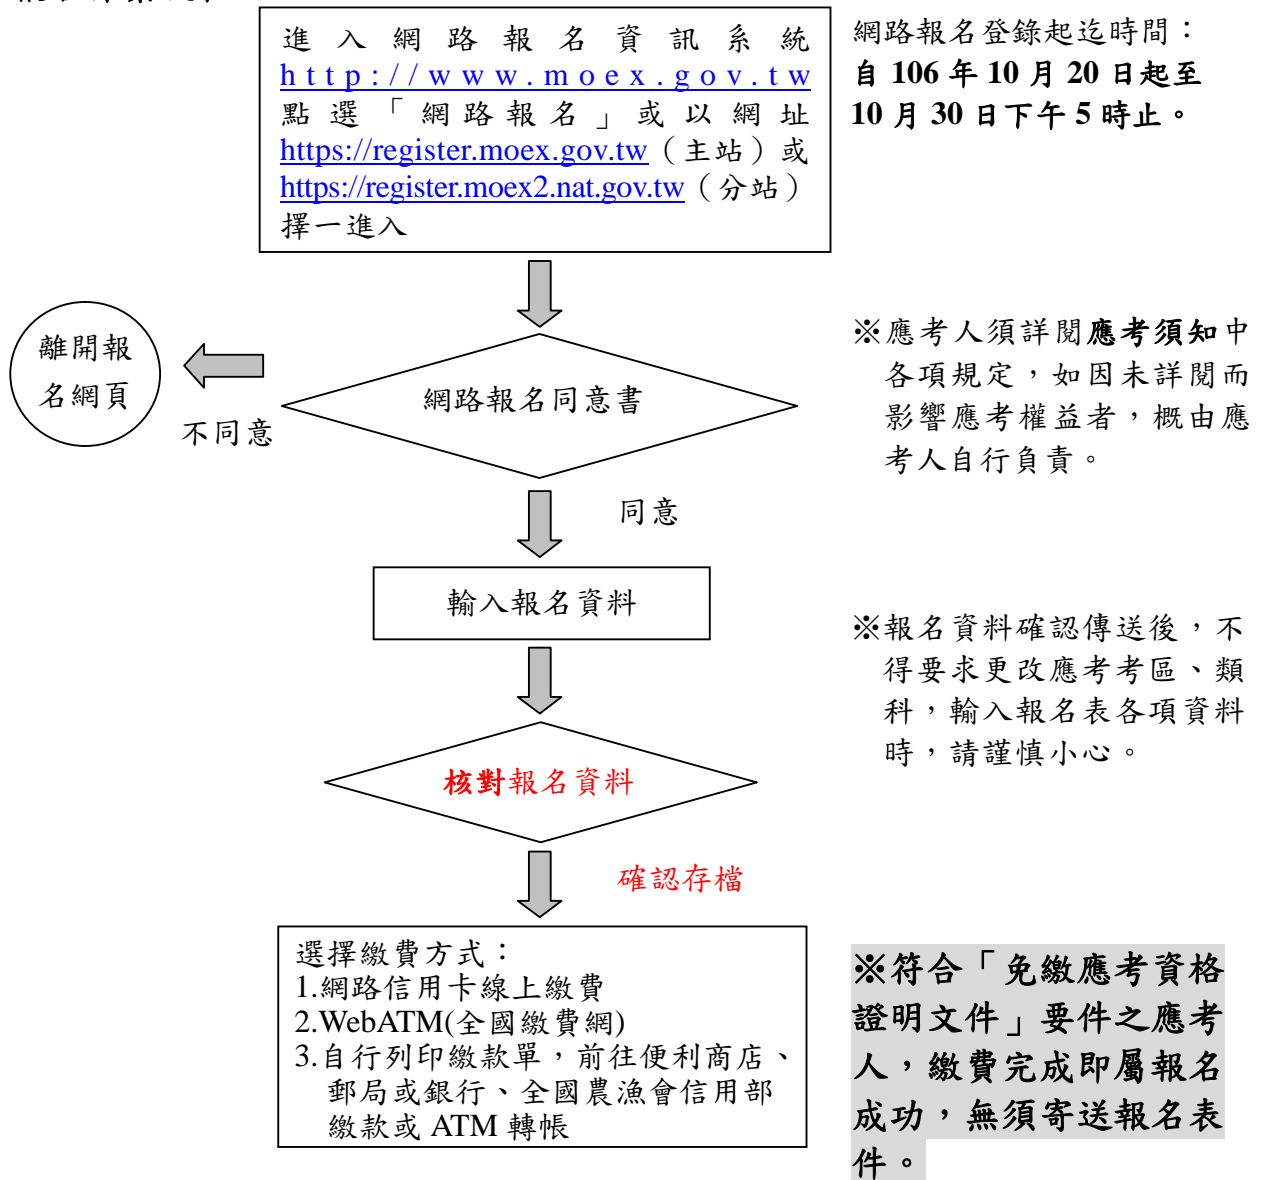 進入網路報名資訊系統
http://www.moex.gov.tw
點選「網路報名」或以網址
https://register.moex.gov.tw（主站）或
https://register.moex2.nat.gov.tw（分站）
擇一進入
網路報名登錄起迄時間：
自 106 年 10 月 20 日起至
10 月 30 日下午 5 時止。
離開報
名網頁
不同意
網路報名同意書
※應考人須詳閱應考須知中
各項規定，如因未詳閱而
影響應考權益者，概由應
考人自行負責。
同意
輸入報名資料
※報名資料確認傳送後，不
得要求更改應考考區、類
科，輸入報名表各項資料
時，請謹慎小心。
核對報名資料
確認存檔
選擇繳費方式：
1.網路信用卡線上繳費
2.WebATM(全國繳費網)
3.自行列印繳款單，前往便利商店、
郵局或銀行、全國農漁會信用部
繳款或 ATM 轉帳
※符合「免繳應考資格
證明文件」要件之應考
人，繳費完成即屬報名
成功，無須寄送報名表
件。